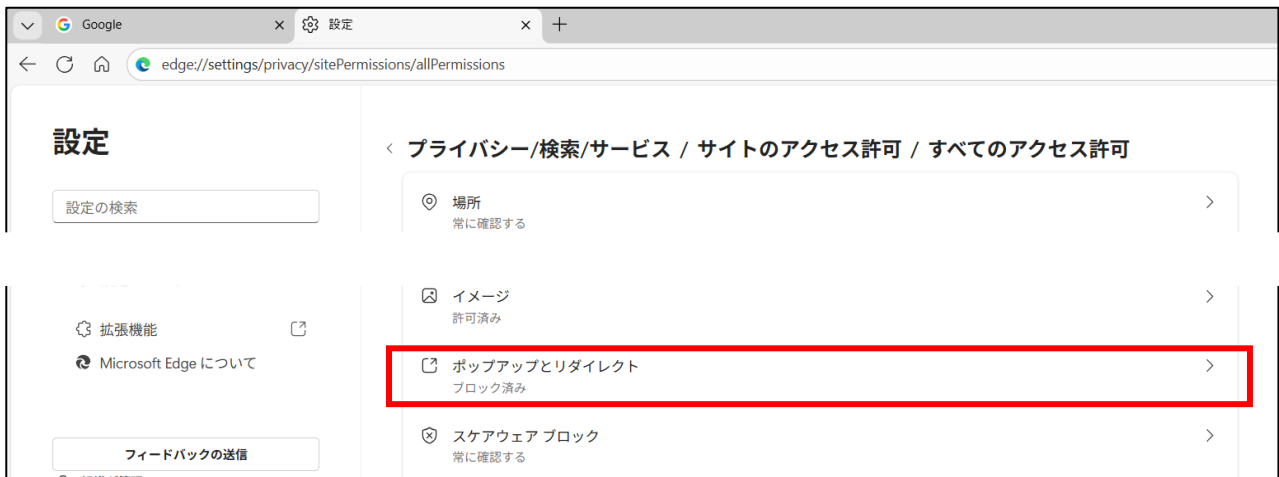 Google
設定
edge://settings/privacy/sitePermissions/allPermissions
設定
設定の検索
プライバシー/検索/サービス / サイトのアクセス許可 / すべてのアクセス許可
場所
常に確認する
イメージ
許可済み
拡張機能
Microsoft Edge について
ポップアップとリダイレクト
ブロック済み
スケアウェア ブロック
常に確認する
フィードバックの送信